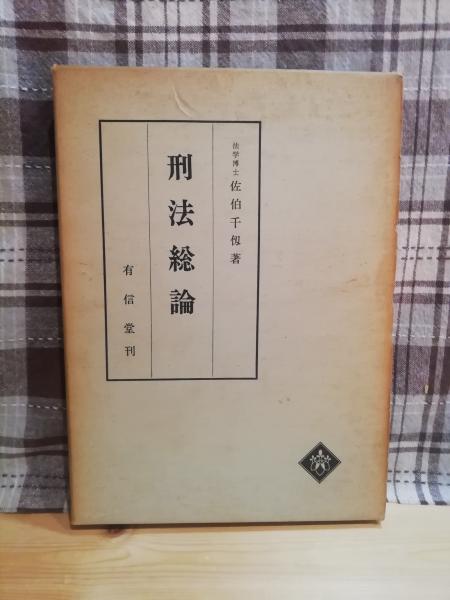 法学博士 佐伯千仭著
刑法総論
有信堂刊